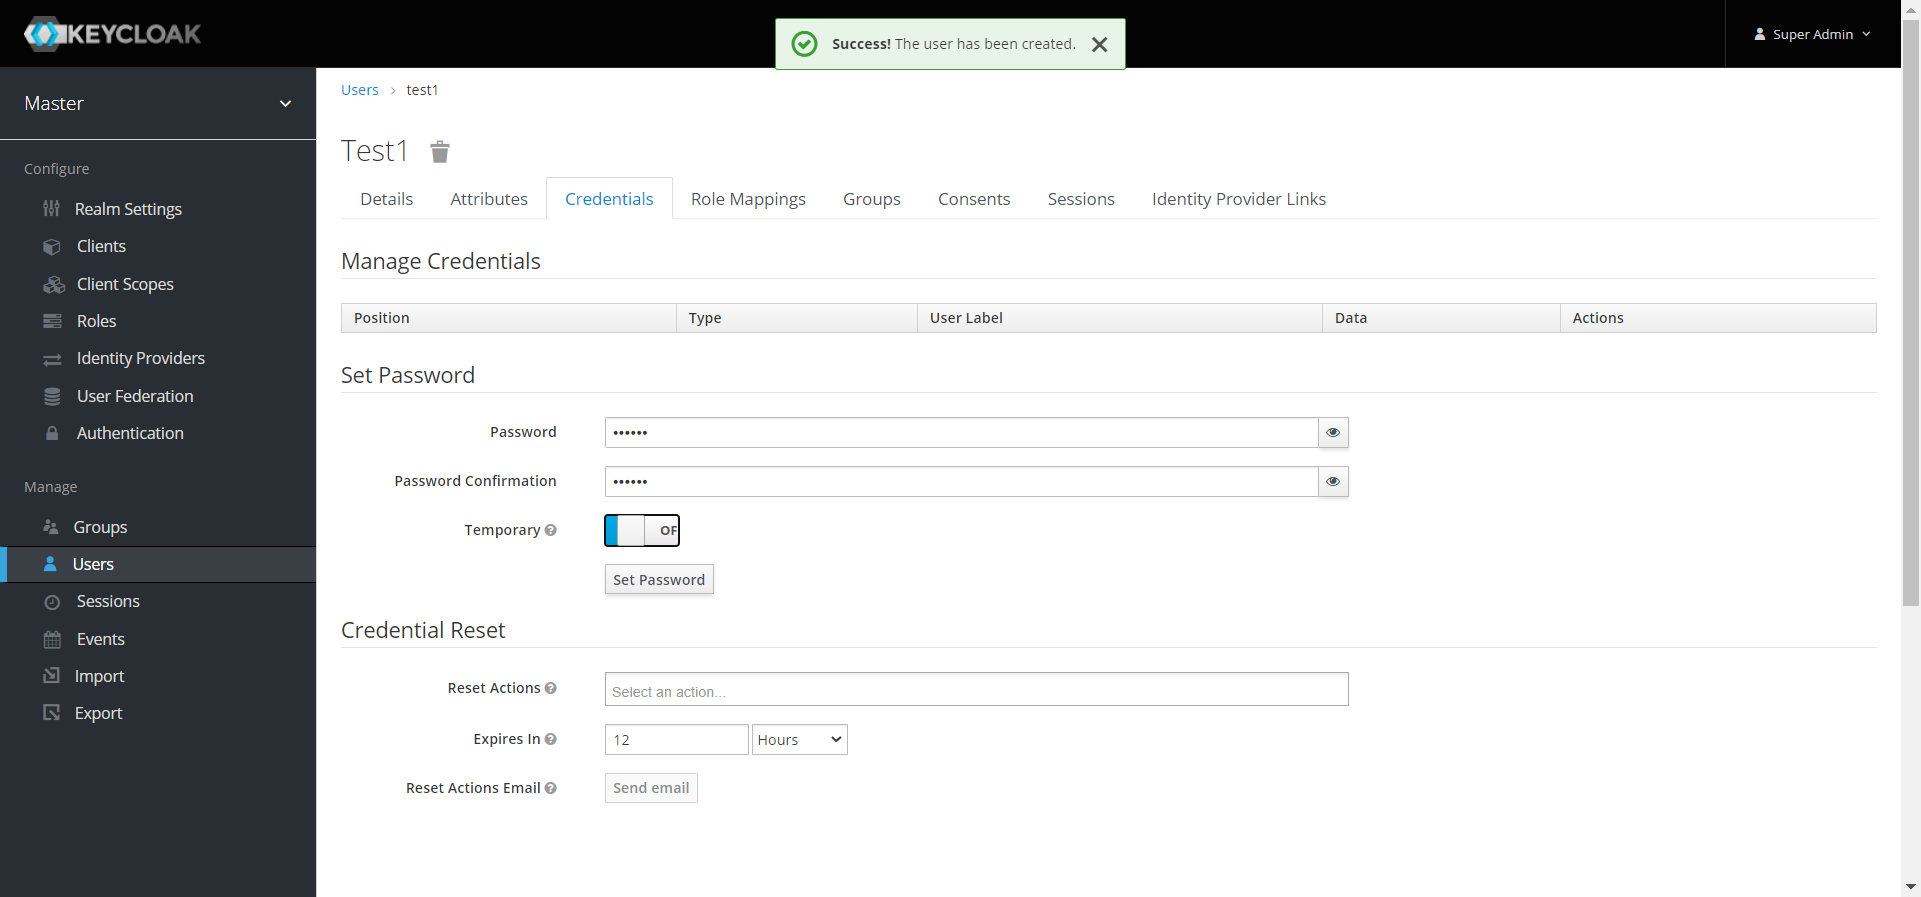 KEYCLOAK
Success! The user has been created.
Super Admin
Master
Users > test1
Test1
Configure
Realm Settings
Clients
Client Scopes
Roles
Identity Providers
User Federation
Authentication
Manage
Groups
Users
Sessions
Events
Import
Export
Details Attributes Credentials Role Mappings Groups Consents Sessions Identity Provider Links
Manage Credentials
Position Type User Label Data Actions
Set Password
Password ••••••
Password Confirmation ••••••
Temporary OF
Set Password
Credential Reset
Reset Actions Select an action...
Expires In 12 Hours
Reset Actions Email Send email